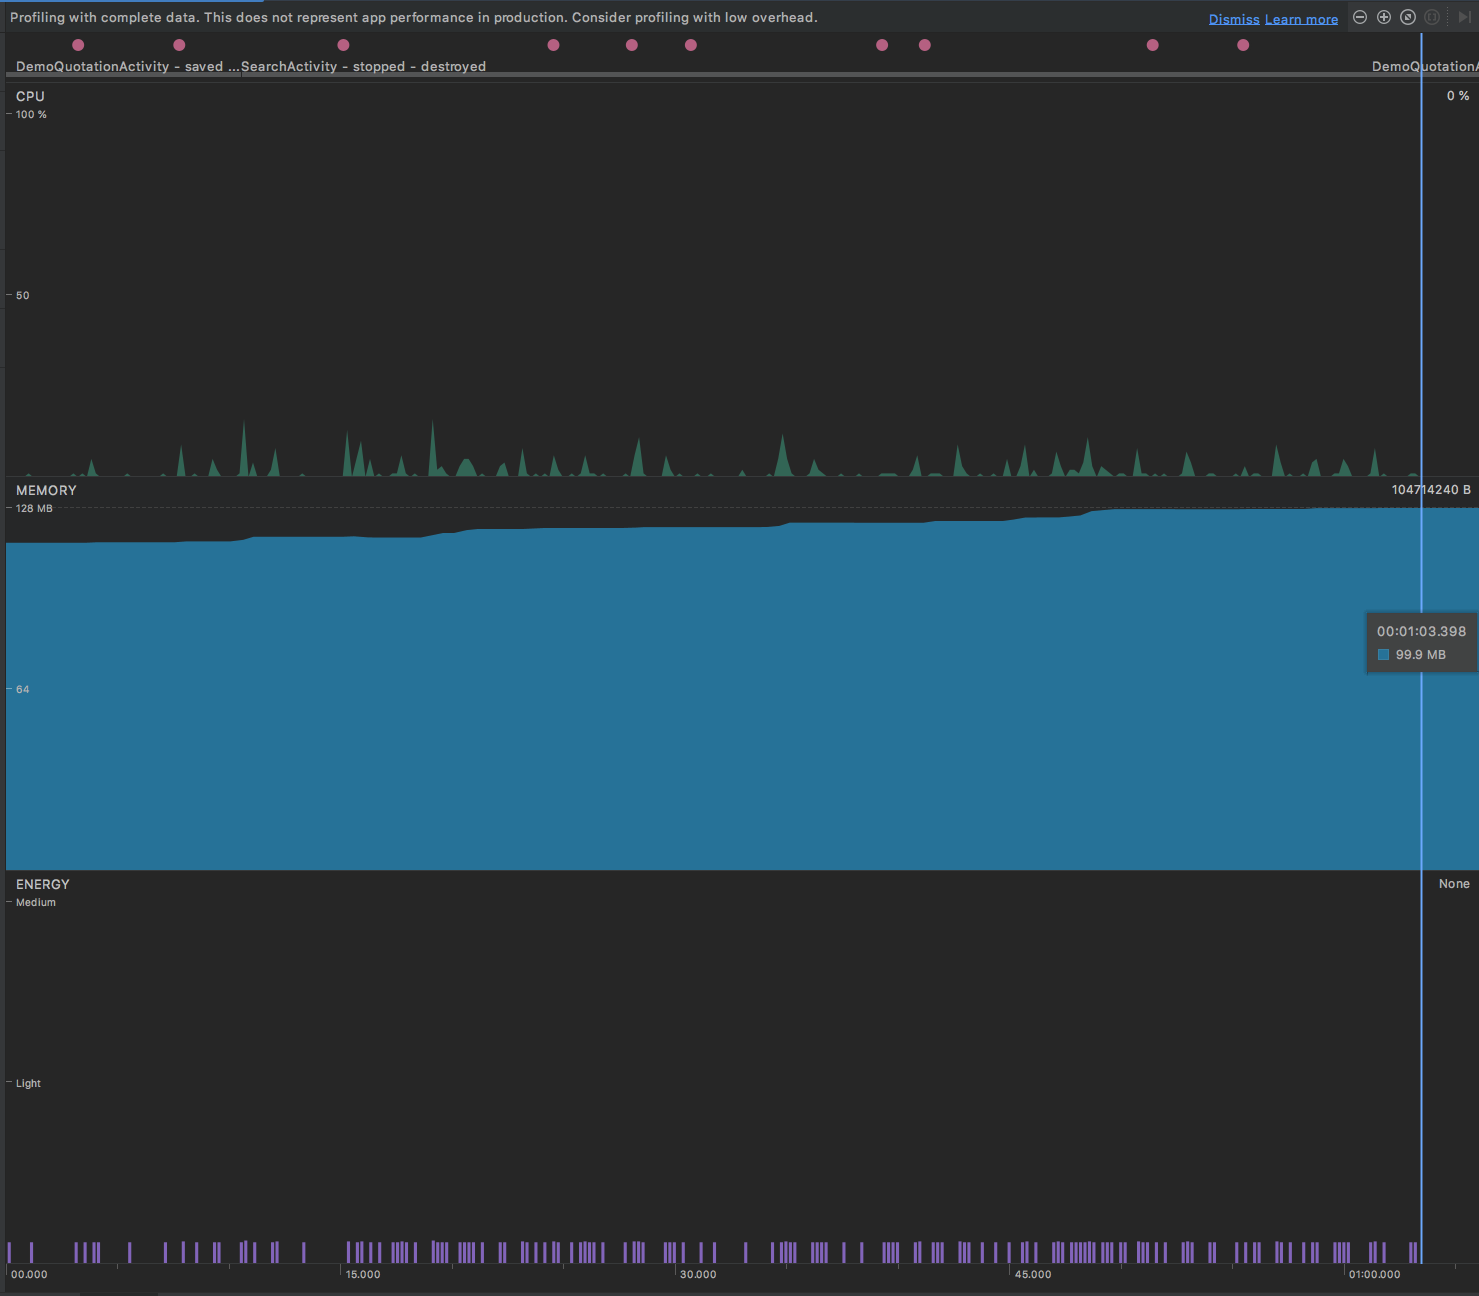 Profiling with complete data. This does not represent app performance in production. Consider profiling with low overhead. Dismiss Learn more
DemoQuotationActivity - saved ...SearchActivity - stopped - destroyed DemoQuotationA
CPU 0 %
100 %
50
MEMORY 104714240 B
128 MB
00:01:03.398
99.9 MB
64
ENERGY None
Medium
Light
00.000 15.000 30.000 45.000 01:00.000